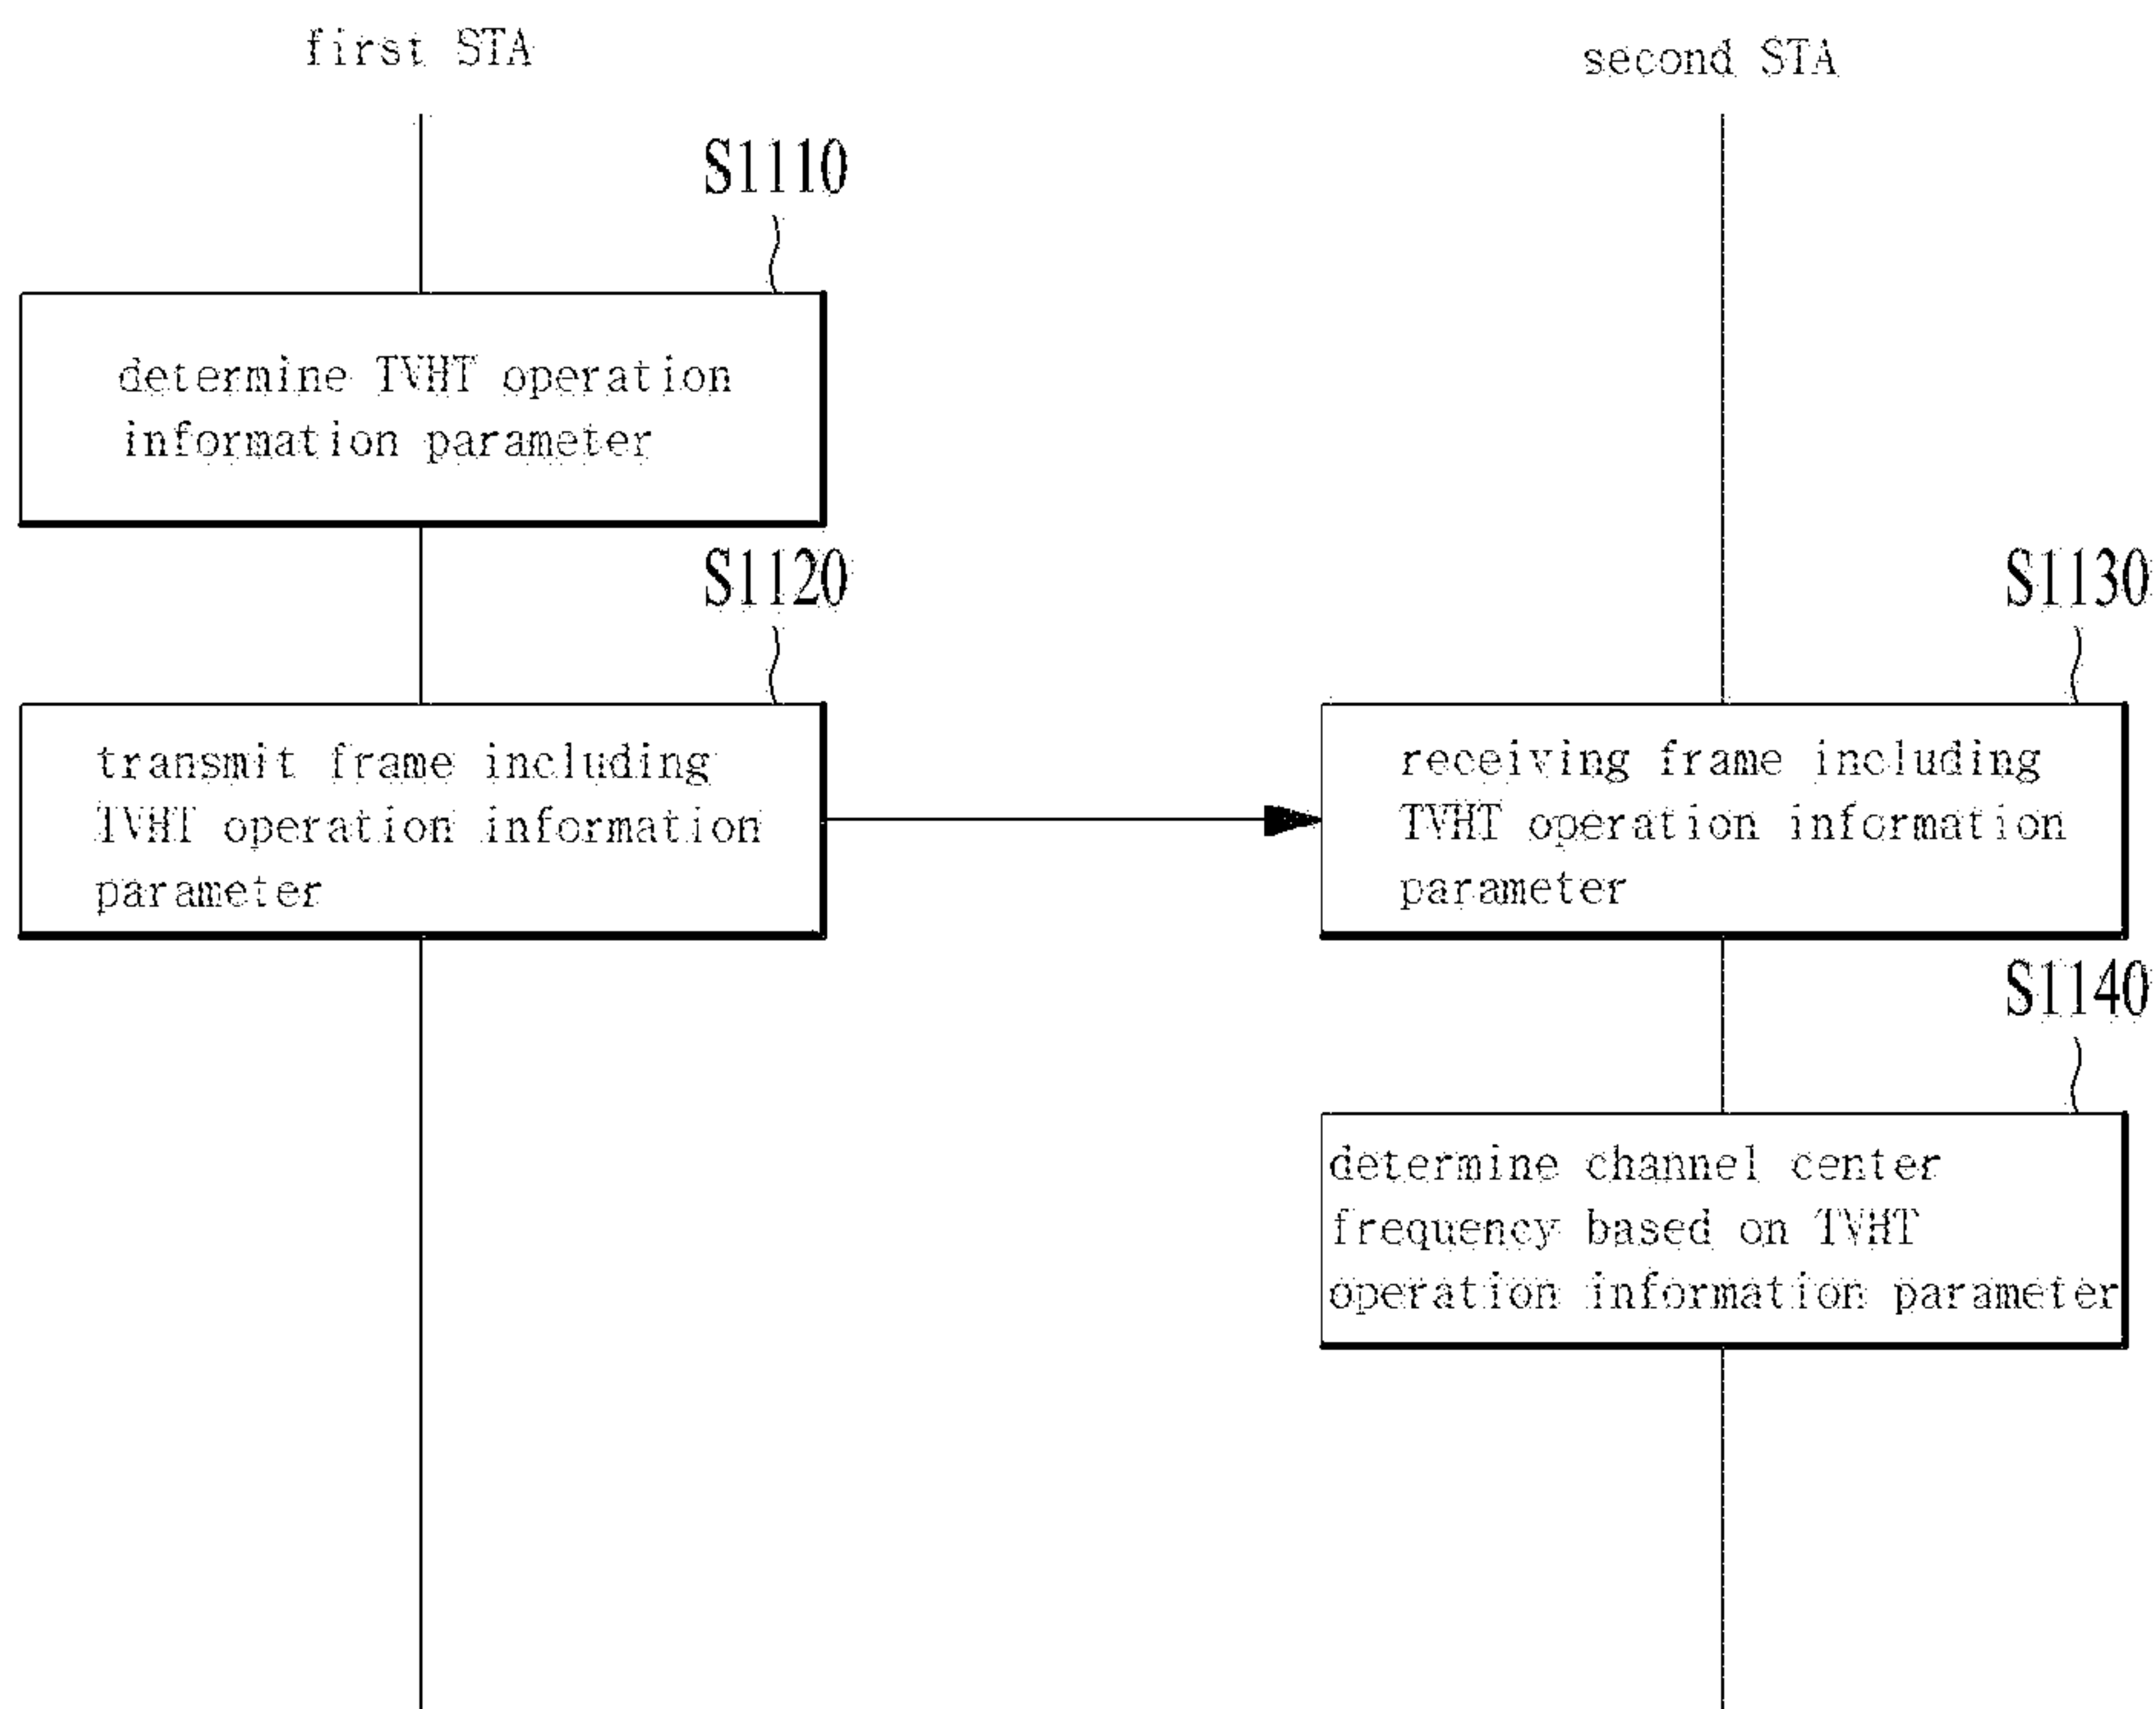 first STA
second STA
S1110
determine TVHT operation
information parameter
S1120
S1130
transmit frame including
TVHT operation information
parameter
receiving frame including
TVHT operation information
parameter
S1140
determine channel center
frequency based on TVHT
operation information parameter